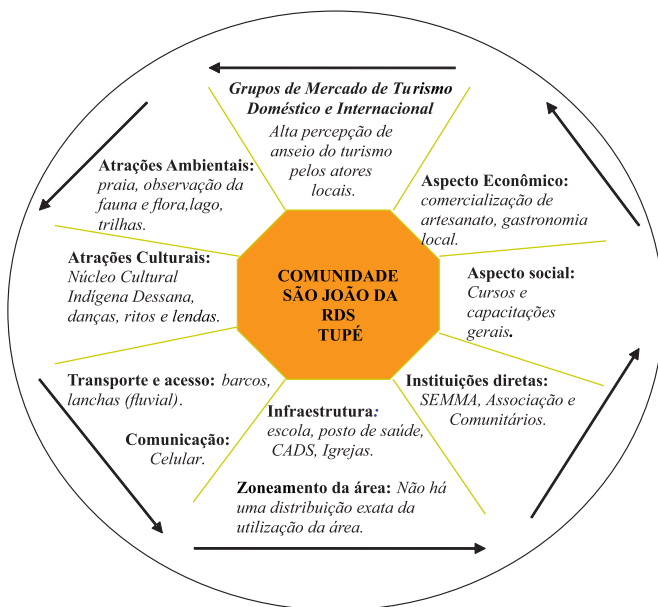 Grupos de Mercado de Turismo
Doméstico e Internacional
Alta percepção de
anseio do turismo
pelos atores
locais.
Atrações Ambientais:
praia, observação da
fauna e flora,lago,
trilhas.
Aspecto Econômico:
comercialização de
artesanato, gastronomia
local.
Atrações Culturais:
Núcleo Cultural
Indígena Dessana,
danças, ritos e lendas.
COMUNIDADE
SÃO JOÃO DA
RDS
TUPÉ
Aspecto social:
Cursos e
capacitações
gerais.
Transporte e acesso: barcos,
lanchas (fluvial).
Instituições diretas:
SEMMA, Associação e
Comunitários.
Comunicação:
Celular.
Infraestrutura:
escola, posto de saúde,
CADS, Igrejas.
Zoneamento da área: Não há
uma distribuição exata da
utilização da área.